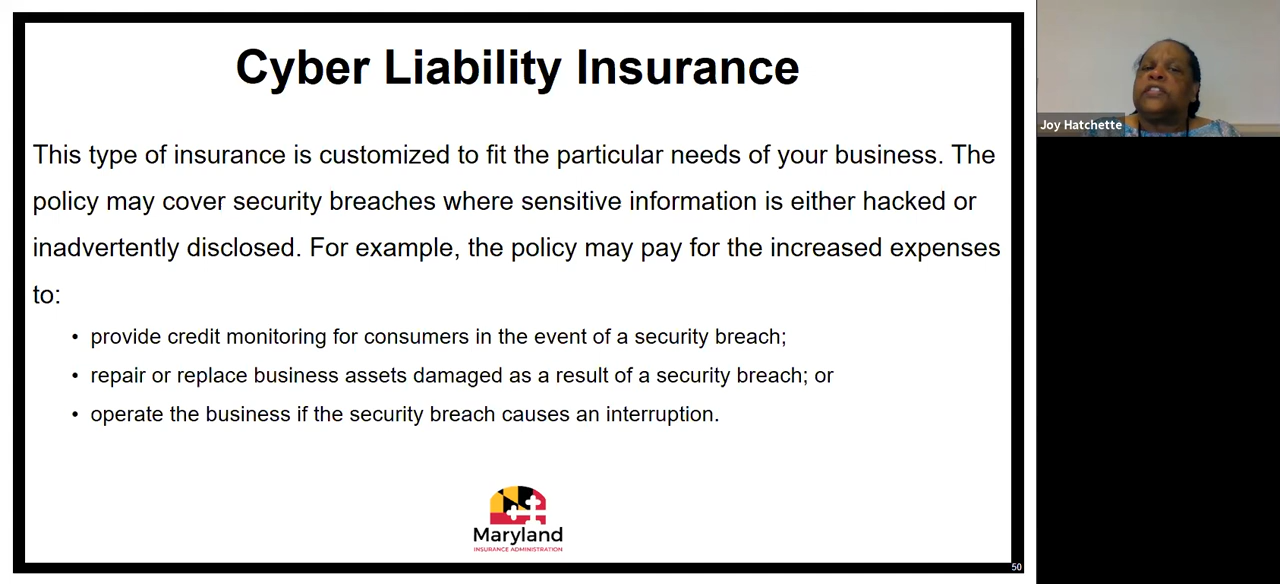 Cyber Liability Insurance
This type of insurance is customized to fit the particular needs of your business. The
policy may cover security breaches where sensitive information is either hacked or
inadvertently disclosed. For example, the policy may pay for the increased expenses
to:
• provide credit monitoring for consumers in the event of a security breach;
• repair or replace business assets damaged as a result of a security breach; or
• operate the business if the security breach causes an interruption.
Maryland
INSURANCE ADMINISTRATION
50
Joy Hatchette